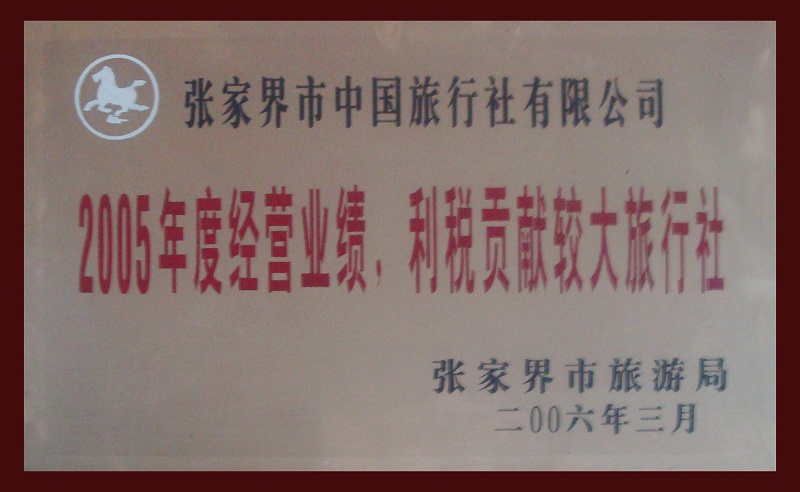 张家界市中国旅行社有限公司
2005年度经营业绩，利税贡献较大旅行社
张家界市旅游局
二00六年三月